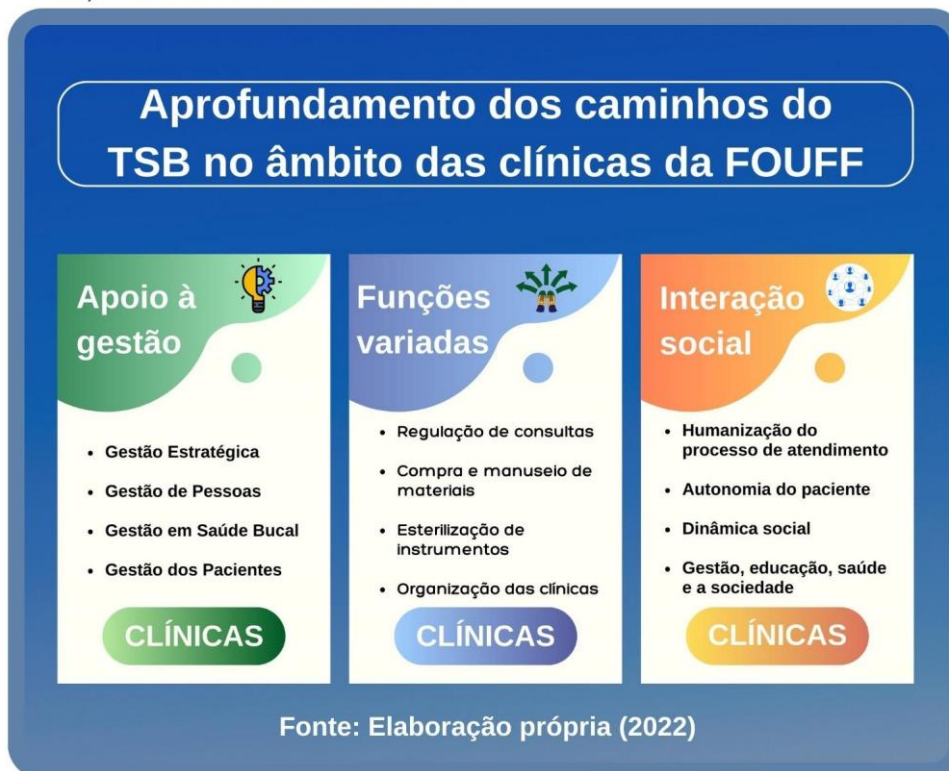 Aprofundamento dos caminhos do
TSB no âmbito das clínicas da FOUFF
Apoio à
gestão
• Gestão Estratégica
• Gestão de Pessoas
• Gestão em Saúde Bucal
• Gestão dos Pacientes
CLÍNICAS
Funções
variadas
• Regulação de consultas
• Compra e manuseio de
materiais
• Esterilização de
instrumentos
• Organização das clínicas
CLÍNICAS
Interação
social
• Humanização do
processo de atendimento
• Autonomia do paciente
• Dinâmica social
• Gestão, educação, saúde
e a sociedade
CLÍNICAS
Fonte: Elaboração própria (2022)